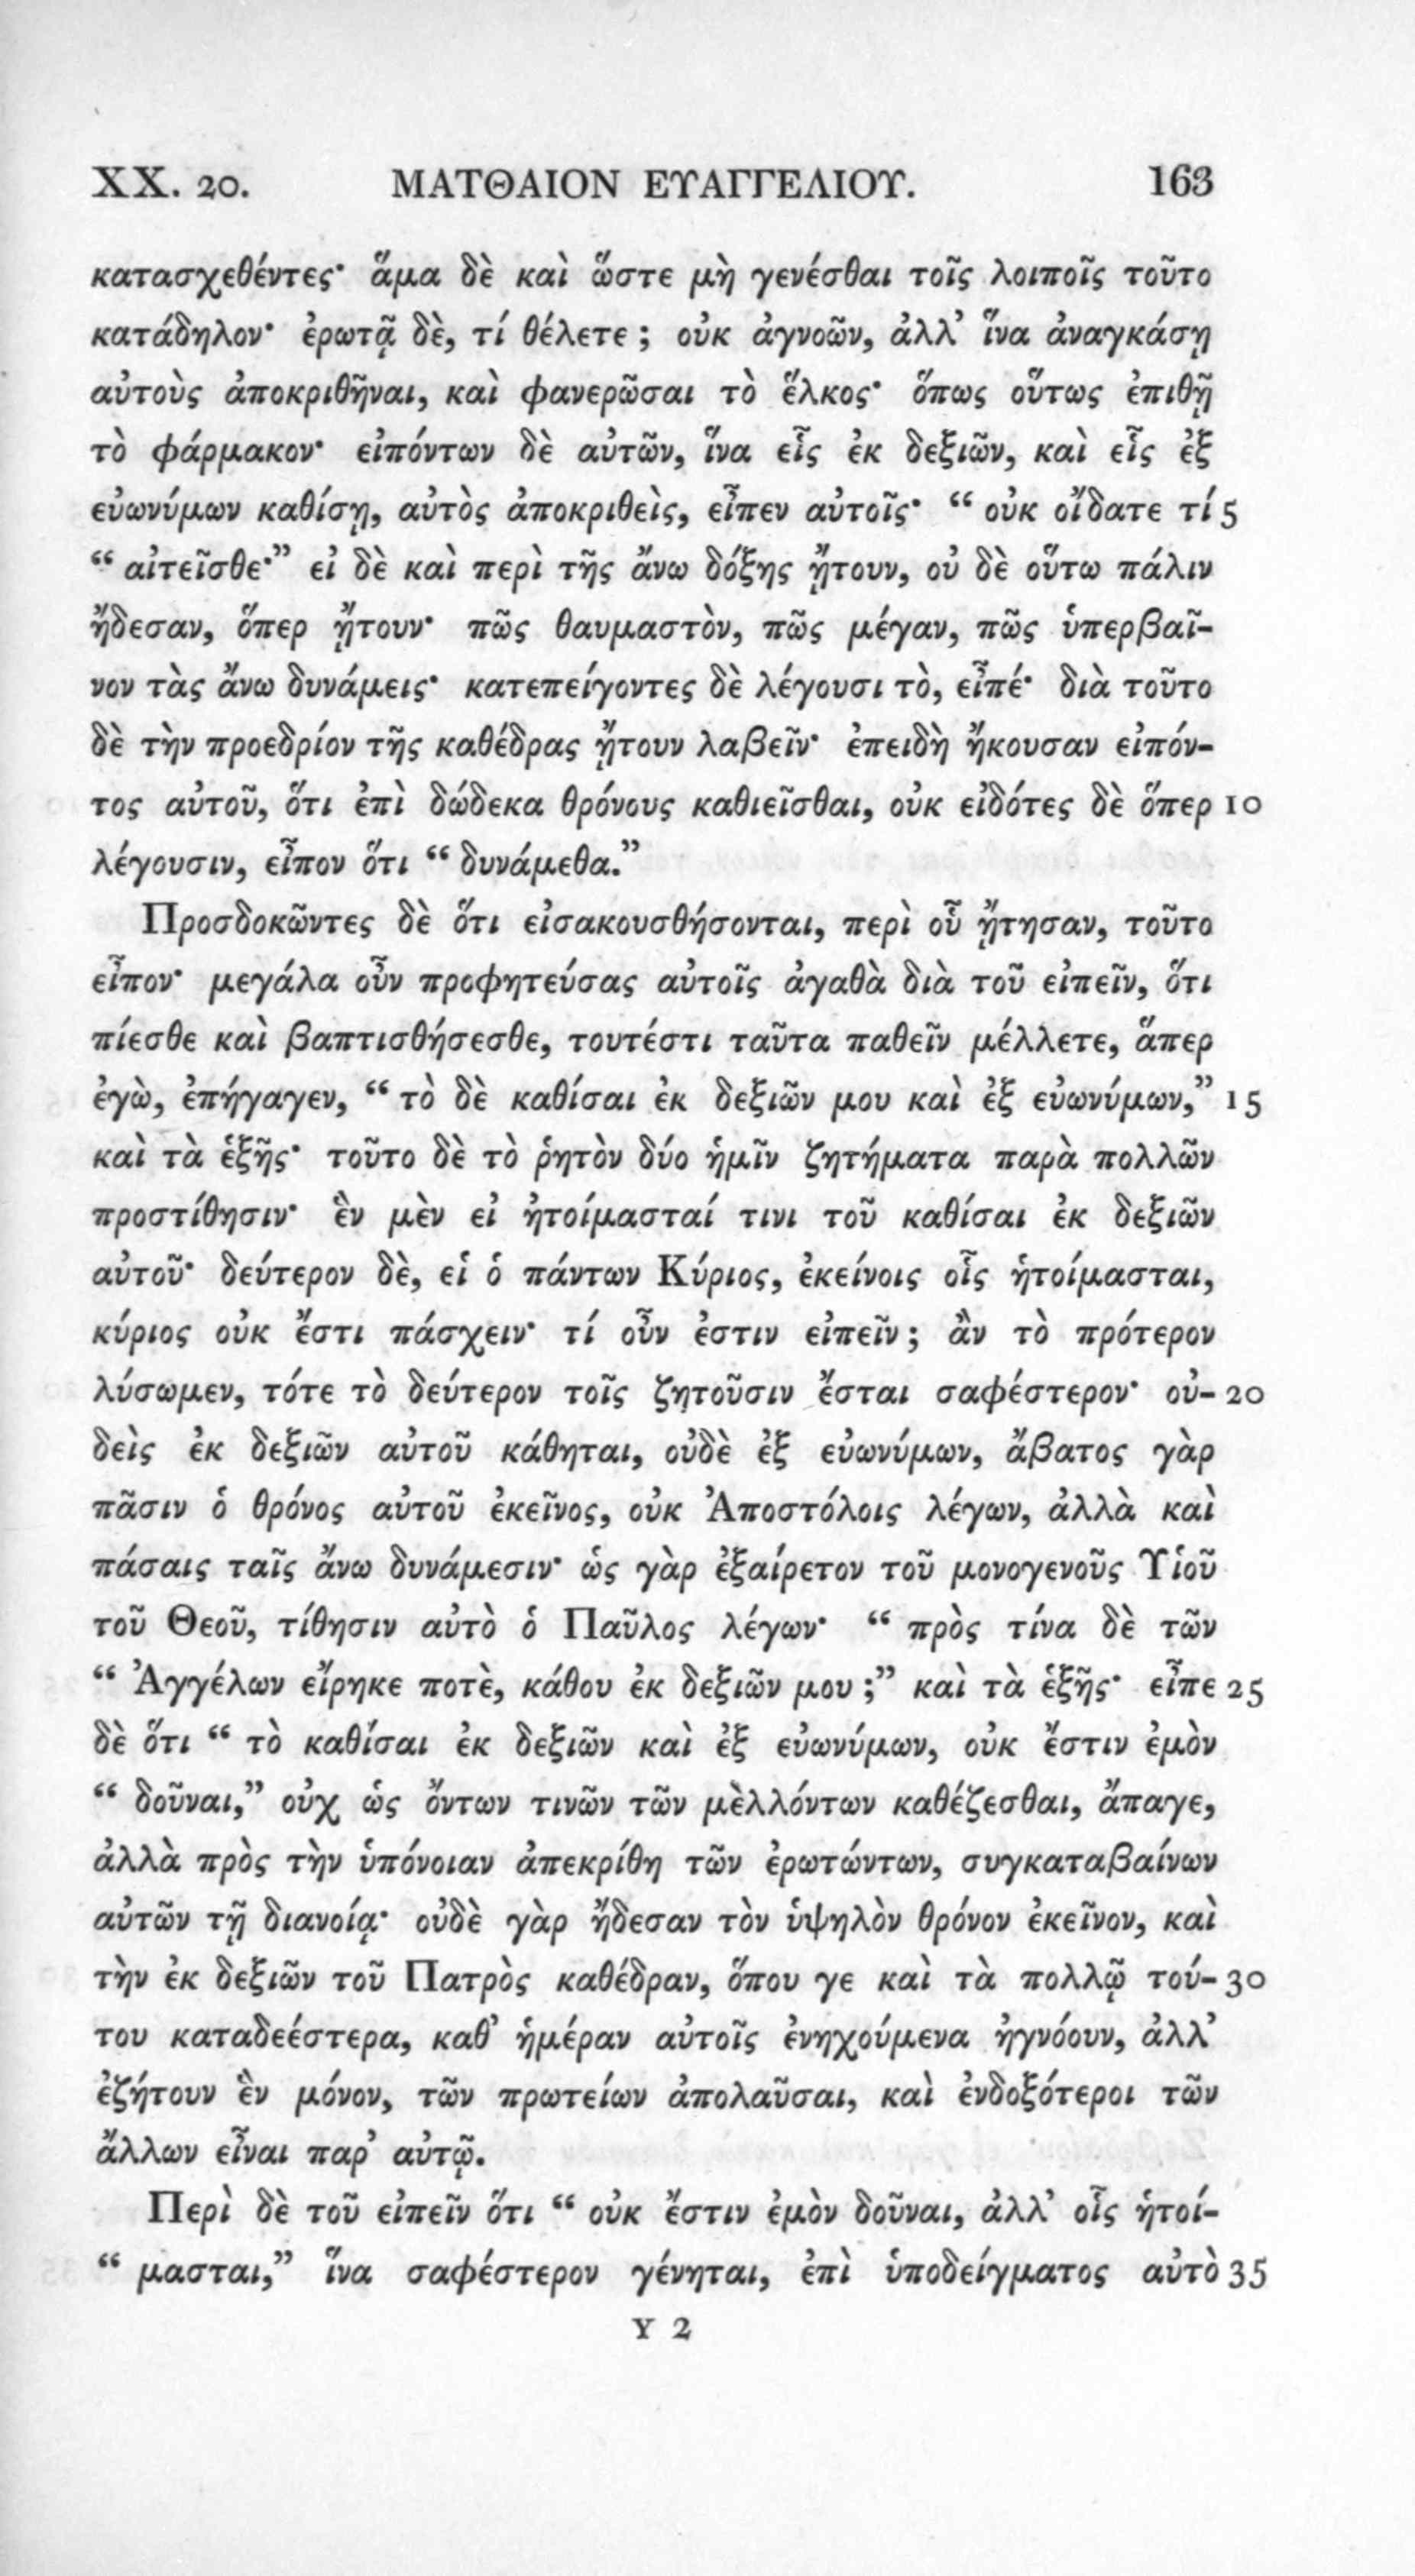 XX. 20. ΜΑΤΘΑΙΟΝ ΕΥΑΓΓΕΛΙΟΥ. 163
κατασχεθέντες· ἅμα δὲ καὶ ὥστε μὴ γενέσθαι τοῖς λοιποῖς τοῦτο
κατάδηλον· ἐρωτᾷ δὲ, τί θέλετε; οὐκ ἀγνοῶν, ἀλλ’ ἵνα ἀναγκάσῃ
αὐτοὺς ἀποκριθῆναι, καὶ φανερῶσαι τὸ ἕλκος· ὅπως οὕτως ἐπιθῇ
τὸ φάρμακον· εἰπόντων δὲ αὐτῶν, ἵνα εἷς ἐκ δεξιῶν, καὶ εἷς ἐξ
εὐωνύμων καθίσῃ, αὐτὸς ἀποκριθεὶς, εἶπεν αὐτοῖς· “ οὐκ οἴδατε τί 5
“ αἰτεῖσθε·” εἰ δὲ καὶ περὶ τῆς ἄνω δόξης ᾔτουν, οὐ δὲ οὕτω πάλιν
ᾔδεσαν, ὅπερ ᾔτουν· πῶς θαυμαστὸν, πῶς μέγαν, πῶς ὑπερβαῖ-
νον τὰς ἄνω δυνάμεις· κατεπείγοντες δὲ λέγουσι τὸ, εἶπέ· διὰ τοῦτο
δὲ τὴν προεδρίον τῆς καθέδρας ᾔτουν λαβεῖν· ἐπειδὴ ἤκουσαν εἰπόν-
τος αὐτοῦ, ὅτι ἐπὶ δώδεκα θρόνους καθιεῖσθαι, οὐκ εἰδότες δὲ ὅπερ 10
λέγουσιν, εἶπον ὅτι “ δυνάμεθα.”
Προσδοκῶντες δὲ ὅτι εἰσακουσθήσονται, περὶ οὗ ᾔτησαν, τοῦτο
εἶπον· μεγάλα οὖν προφητεύσας αὐτοῖς ἀγαθὰ διὰ τοῦ εἰπεῖν, ὅτι
πίεσθε καὶ βαπτισθήσεσθε, τουτέστι ταῦτα παθεῖν μέλλετε, ἅπερ
ἐγὼ, ἐπήγαγεν, “ τὸ δὲ καθίσαι ἐκ δεξιῶν μου καὶ ἐξ εὐωνύμων,” 15
καὶ τὰ ἑξῆς· τοῦτο δὲ τὸ ῥητὸν δύο ἡμῖν ζητήματα παρὰ πολλῶν
προστίθησιν· ἓν μὲν εἰ ἡτοίμασταί τινι τοῦ καθίσαι ἐκ δεξιῶν
αὐτοῦ· δεύτερον δὲ, εἰ ὁ πάντων Κύριος, ἐκείνοις οἷς ἡτοίμασται,
κύριος οὐκ ἔστι πάσχειν· τί οὖν ἐστιν εἰπεῖν; ἂν τὸ πρότερον
λύσωμεν, τότε τὸ δεύτερον τοῖς ζητοῦσιν ἔσται σαφέστερον· οὐ- 20
δεὶς ἐκ δεξιῶν αὐτοῦ κάθηται, οὐδὲ ἐξ εὐωνύμων, ἄβατος γὰρ
πᾶσιν ὁ θρόνος αὐτοῦ ἐκεῖνος, οὐκ Ἀποστόλοις λέγων, ἀλλὰ καὶ
πάσαις ταῖς ἄνω δυνάμεσιν· ὡς γὰρ ἐξαίρετον τοῦ μονογενοῦς Υἱοῦ
τοῦ Θεοῦ, τίθησιν αὐτὸ ὁ Παῦλος λέγων· “ πρὸς τίνα δὲ τῶν
“ Ἀγγέλων εἴρηκε ποτὲ, κάθου ἐκ δεξιῶν μου;” καὶ τὰ ἑξῆς· εἶπε 25
δὲ ὅτι “ τὸ καθίσαι ἐκ δεξιῶν καὶ ἐξ εὐωνύμων, οὐκ ἔστιν ἐμὸν
“ δοῦναι,” οὐχ ὡς ὄντων τινῶν τῶν μὲλλόντων καθέζεσθαι, ἄπαγε,
ἀλλὰ πρὸς τὴν ὑπόνοιαν ἀπεκρίθη τῶν ἐρωτώντων, συγκαταβαίνων
αὐτῶν τῇ διανοίᾳ· οὐδὲ γὰρ ᾔδεσαν τὸν ὑψηλὸν θρόνον ἐκεῖνον, καὶ
τὴν ἐκ δεξιῶν τοῦ Πατρὸς καθέδραν, ὅπου γε καὶ τὰ πολλῷ τού- 30
του καταδεέστερα, καθ’ ἡμέραν αὐτοῖς ἐνηχούμενα ἠγνόουν, ἀλλ’
ἐζήτουν ἓν μόνον, τῶν πρωτείων ἀπολαῦσαι, καὶ ἐνδοξότεροι τῶν
ἄλλων εἶναι παρ’ αὐτῷ.
Περὶ δὲ τοῦ εἰπεῖν ὅτι “ οὐκ ἔστιν ἐμὸν δοῦναι, ἀλλ’ οἷς ἡτοί-
“ μασται,” ἵνα σαφέστερον γένηται, ἐπὶ ὑποδείγματος αὐτὸ 35
Y 2